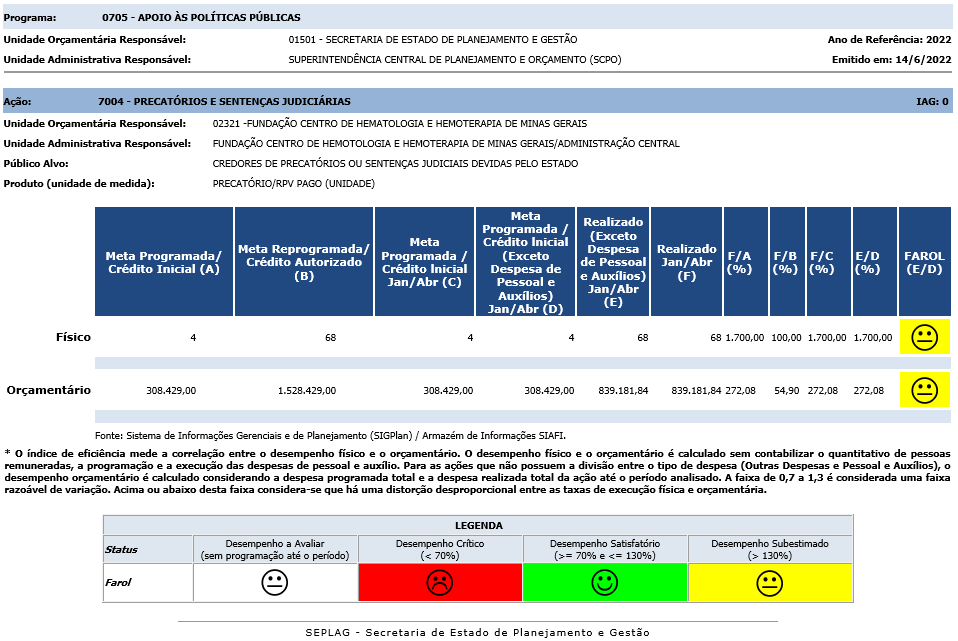 Programa: 0705 - APOIO ÀS POLÍTICAS PÚBLICAS
Unidade Orçamentária Responsável: 01501 - SECRETARIA DE ESTADO DE PLANEJAMENTO E GESTÃO Ano de Referência: 2022
Unidade Administrativa Responsável: SUPERINTENDÊNCIA CENTRAL DE PLANEJAMENTO E ORÇAMENTO (SCPO) Emitido em: 14/6/2022
Ação: 7004 - PRECATÓRIOS E SENTENÇAS JUDICIÁRIAS IAG: 0
Unidade Orçamentária Responsável: 02321 -FUNDAÇÃO CENTRO DE HEMATOLOGIA E HEMOTERAPIA DE MINAS GERAIS
Unidade Administrativa Responsável: FUNDAÇÃO CENTRO DE HEMOTOLOGIA E HEMOTERAPIA DE MINAS GERAIS/ADMINISTRAÇÃO CENTRAL
Público Alvo: CREDORES DE PRECATÓRIOS OU SENTENÇAS JUDICIAIS DEVIDAS PELO ESTADO
Produto (unidade de medida): PRECATÓRIO/RPV PAGO (UNIDADE)
Meta Programada/
Crédito Inicial (A)
Meta Reprogramada/
Crédito Autorizado
(B)
Meta
Programada /
Crédito Inicial
Jan/Abr (C)
Meta
Programada /
Crédito Inicial
(Exceto
Despesa de
Pessoal e
Auxílios)
Jan/Abr (D)
Realizado
(Exceto
Despesa
de Pessoal
e Auxílios)
Jan/Abr
(E)
Realizado
Jan/Abr
(F)
F/A
(%)
F/B
(%)
F/C
(%)
E/D
(%)
FAROL
(E/D)
Físico 4 68 4 4 68 68 1.700,00 100,00 1.700,00 1.700,00
Orçamentário 308.429,00 1.528.429,00 308.429,00 308.429,00 839.181,84 839.181,84 272,08 54,90 272,08 272,08
Fonte: Sistema de Informações Gerenciais e de Planejamento (SIGPlan) / Armazém de Informações SIAFI.
* O índice de eficiência mede a correlação entre o desempenho físico e o orçamentário. O desempenho físico e o orçamentário é calculado sem contabilizar o quantitativo de pessoas
remuneradas, a programação e a execução das despesas de pessoal e auxílio. Para as ações que não possuem a divisão entre o tipo de despesa (Outras Despesas e Pessoal e Auxílios), o
desempenho orçamentário é calculado considerando a despesa programada total e a despesa realizada total da ação até o período analisado. A faixa de 0,7 a 1,3 é considerada uma faixa
razoável de variação. Acima ou abaixo desta faixa considera-se que há uma distorção desproporcional entre as taxas de execução física e orçamentária.
LEGENDA
Status
Desempenho a Avaliar
(sem programação até o período)
Desempenho Crítico
(< 70%)
Desempenho Satisfatório
(>= 70% e <= 130%)
Desempenho Subestimado
(> 130%)
Farol
SEPLAG - Secretaria de Estado de Planejamento e Gestão